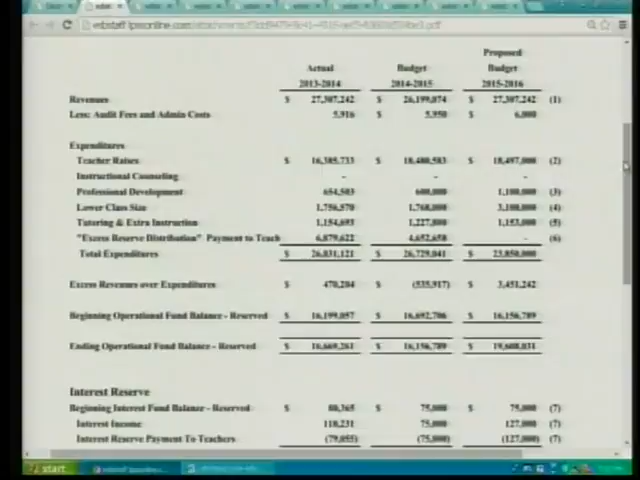 Proposed
Actual Budget Budget
2013-2014 2014-2015 2015-2016
Revenues $ 27,307,242 $ 26,199,074 $ 27,307,242 (1)
Less: Audit Fees and Admin Costs 5,916 5,950 6,000
Expenditures
Teacher Raises $ 16,385,733 $ 18,480,583 $ 18,497,000 (2)
Instructional Counseling - - -
Professional Development 654,503 600,000 1,100,000 (3)
Lower Class Size 1,756,570 1,768,000 3,100,000 (4)
Tutoring & Extra Instruction 1,154,693 1,227,800 1,153,000 (5)
"Excess Reserve Distribution" Payment to Teach 6,879,622 4,652,658 - (6)
Total Expenditures $ 26,831,121 $ 26,729,041 $ 23,850,000
Excess Revenues over Expenditures $ 470,204 $ (535,917) $ 3,451,242
Beginning Operational Fund Balance - Reserved $ 16,199,057 $ 16,692,706 $ 16,156,789
Ending Operational Fund Balance - Reserved $ 16,669,261 $ 16,156,789 $ 19,608,031
Interest Reserve
Beginning Interest Fund Balance - Reserved $ 80,365 $ 75,000 $ 75,000 (7)
Interest Income 118,231 75,000 127,000 (7)
Interest Reserve Payment To Teachers (79,055) (75,000) (127,000) (7)
start